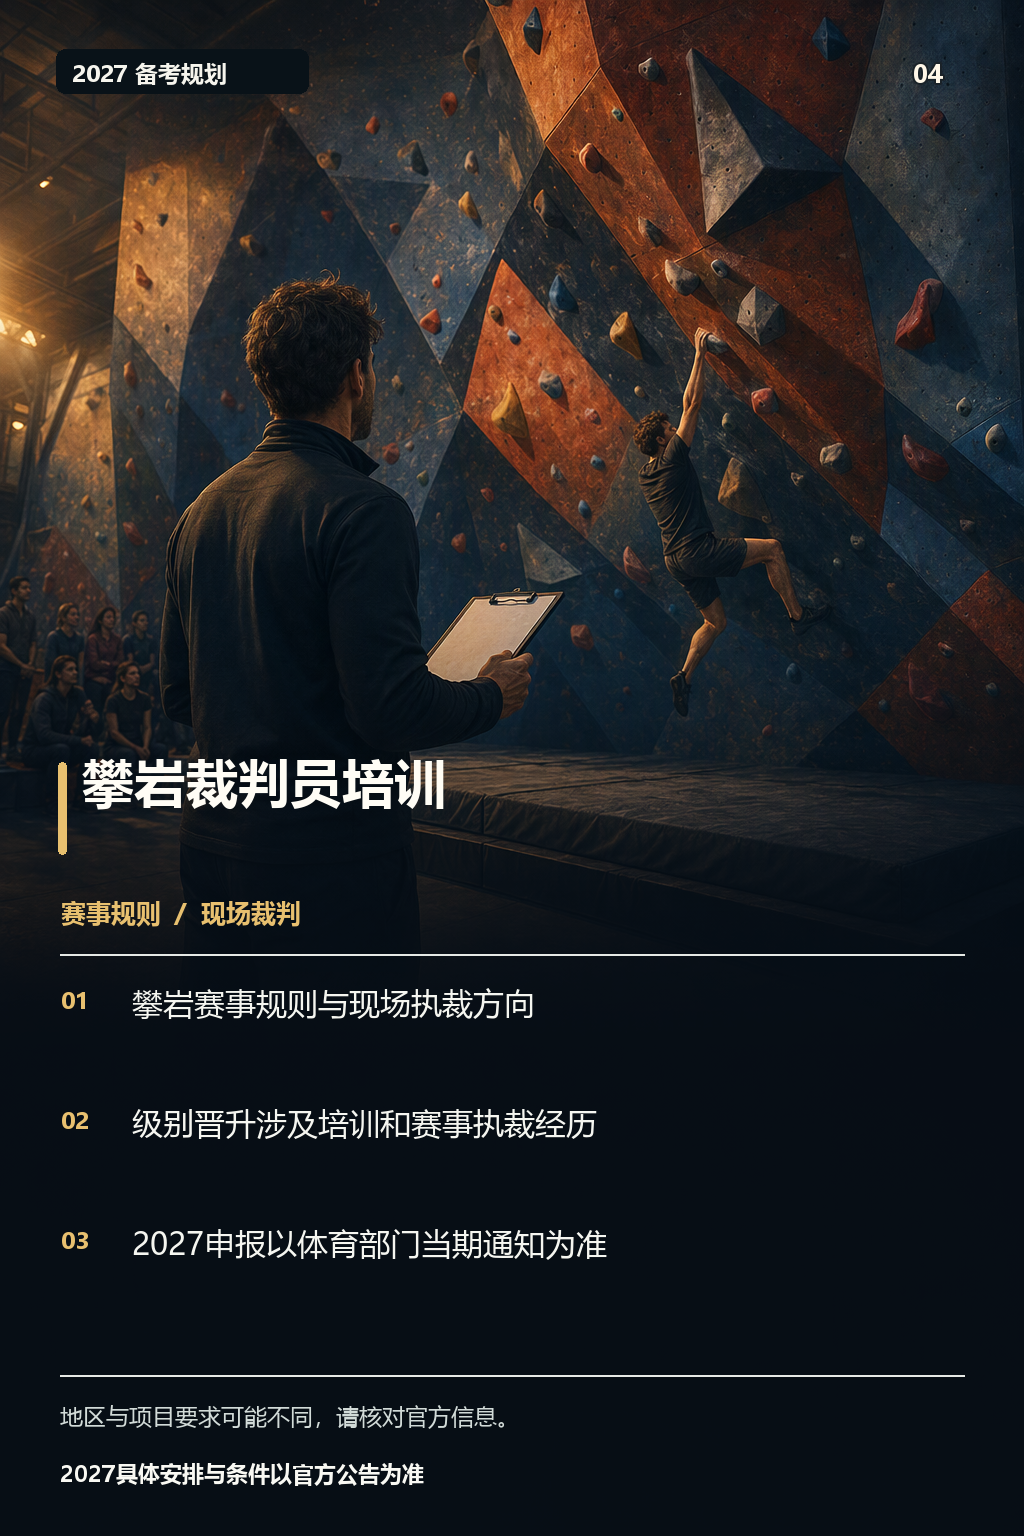 2027 备考规划
04
攀岩裁判员培训
赛事规则 / 现场裁判
01 攀岩赛事规则与现场执裁方向
02 级别晋升涉及培训和赛事执裁经历
03 2027申报以体育部门当期通知为准
地区与项目要求可能不同，请核对官方信息。
2027具体安排与条件以官方公告为准